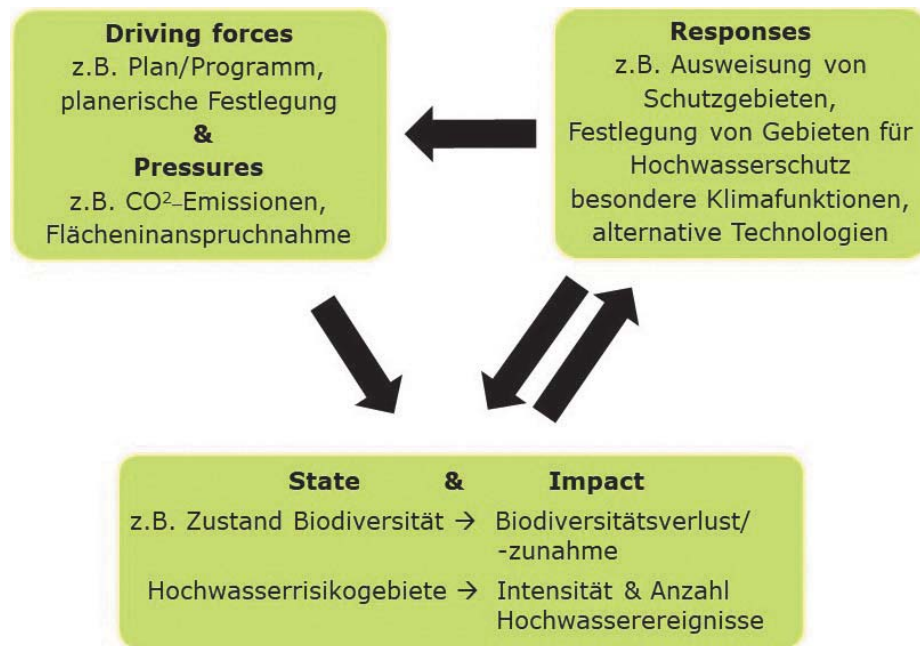 Driving forces
z.B. Plan/Programm,
planerische Festlegung
&
Pressures
z.B. CO²–Emissionen,
Flächeninanspruchnahme
Responses
z.B. Ausweisung von
Schutzgebieten,
Festlegung von Gebieten für
Hochwasserschutz
besondere Klimafunktionen,
alternative Technologien
State & Impact
z.B. Zustand Biodiversität → Biodiversitätsverlust/
-zunahme
Hochwasserrisikogebiete → Intensität & Anzahl
Hochwasserereignisse